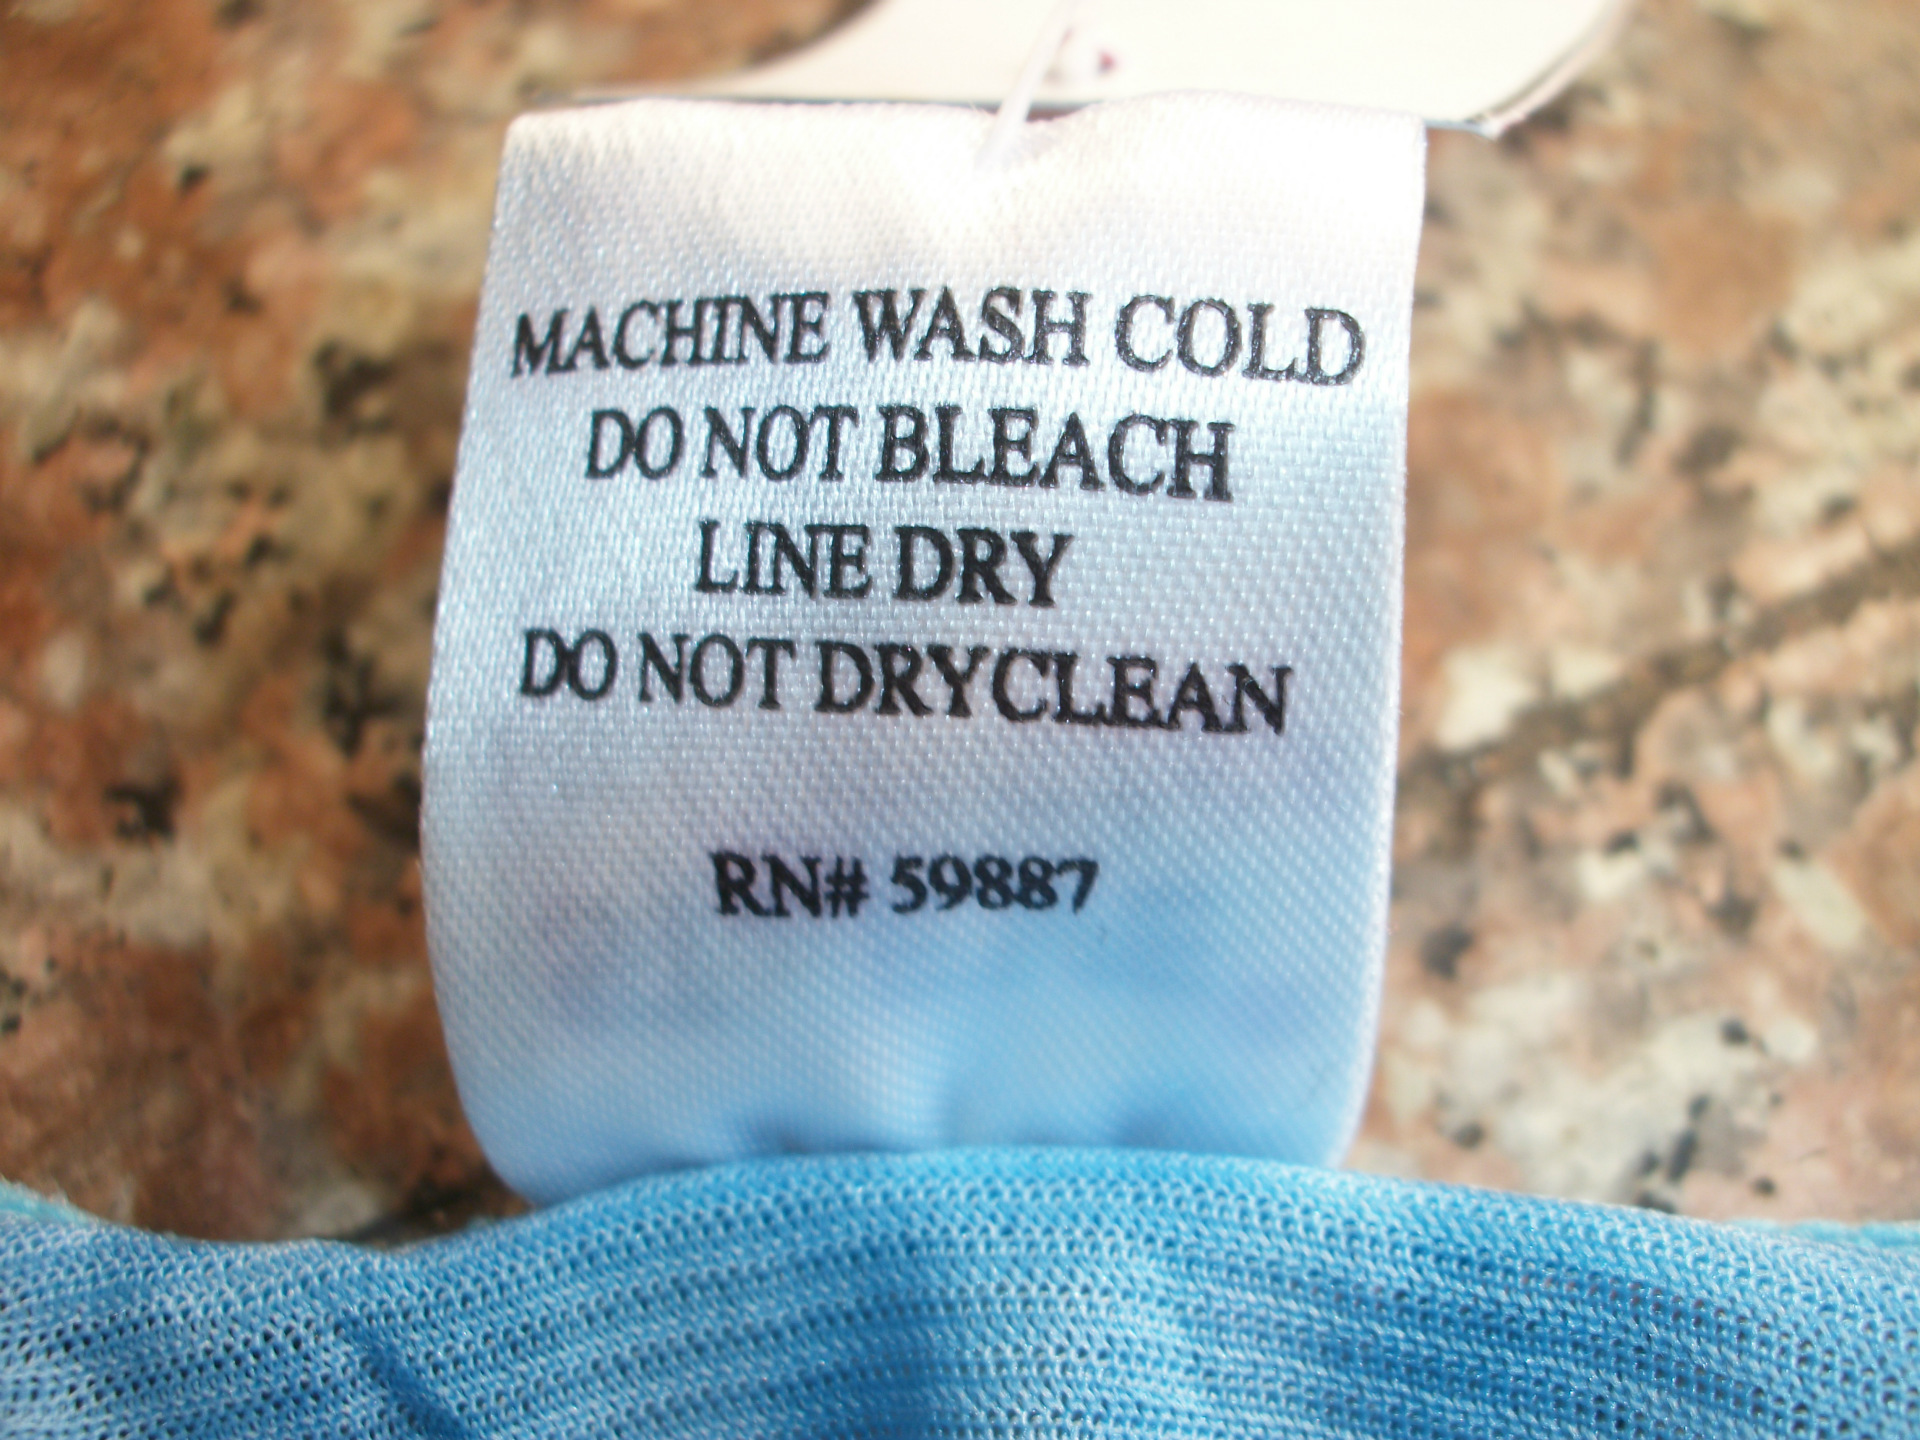 MACHINE WASH COLD
DO NOT BLEACH
LINE DRY
DO NOT DRYCLEAN
RN# 59887